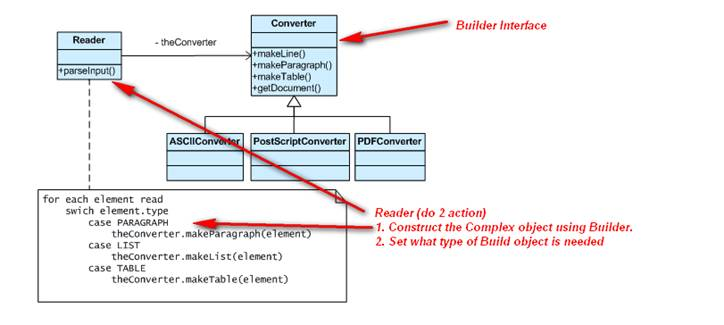 Converter
Builder Interface
Reader
- theConverter
+makeLine()
+makeParagraph()
+makeTable()
+getDocument()
+parseInput()
ASCIIConverter
PostScriptConverter
PDFConverter
for each element read
swich element.type
case PARAGRAPH
theConverter.makeParagraph(element)
case LIST
theConverter.makeList(element)
case TABLE
theConverter.makeTable(element)
Reader (do 2 action)
1. Construct the Complex object using Builder.
2. Set what type of Build object is needed